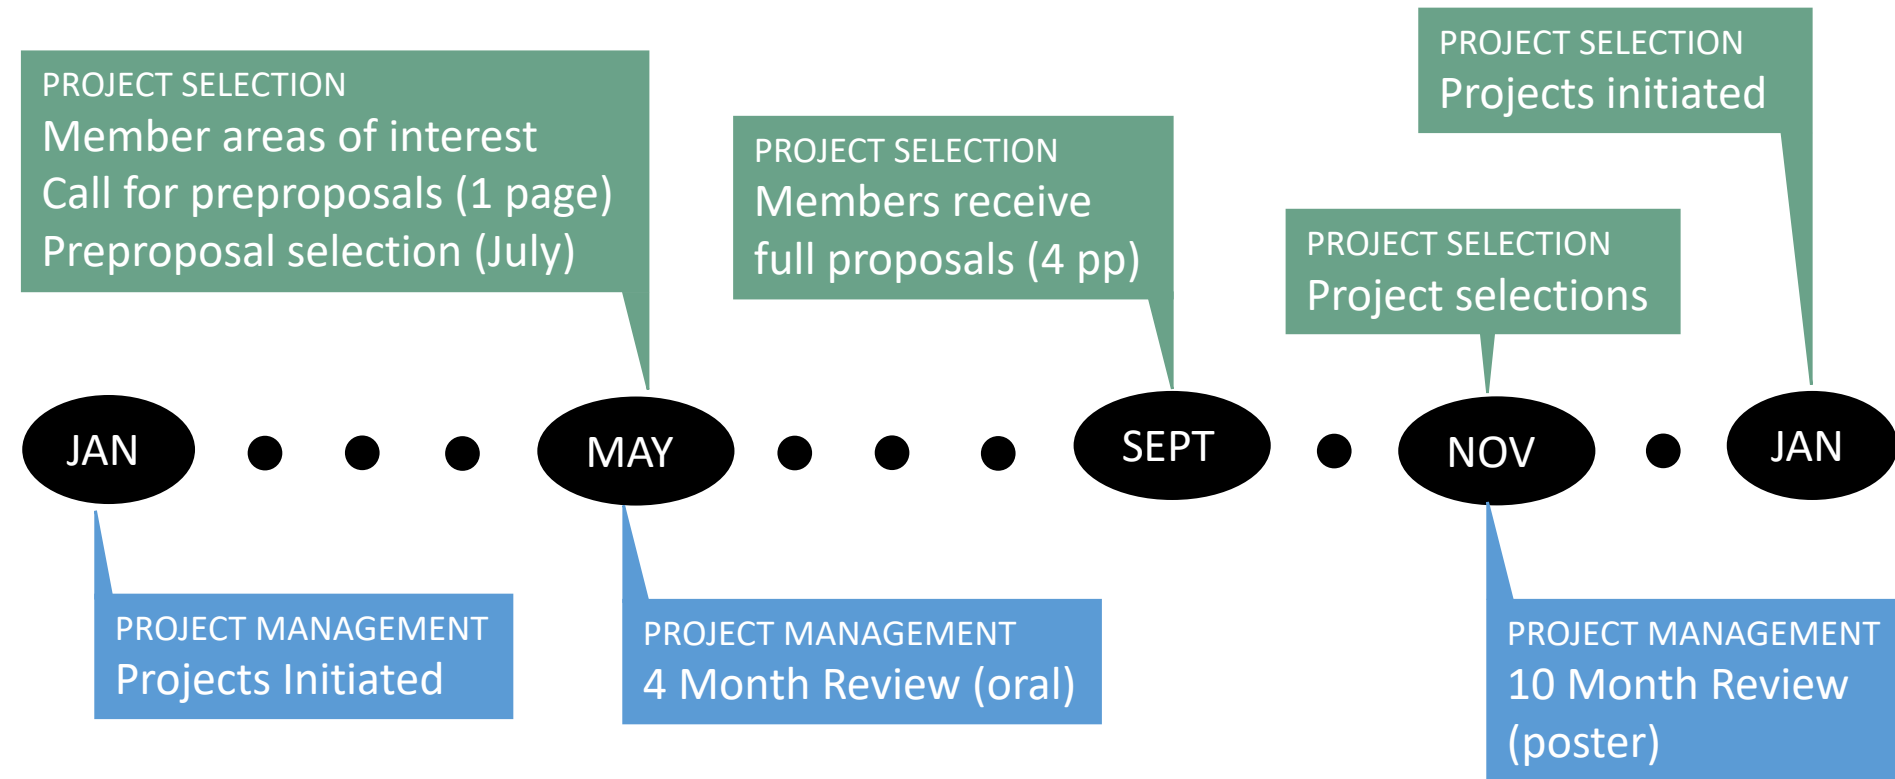 PROJECT SELECTION
Member areas of interest
Call for preproposals (1 page)
Preproposal selection (July)
PROJECT SELECTION
Members receive
full proposals (4 pp)
PROJECT SELECTION
Project selections
PROJECT SELECTION
Projects initiated
JAN
MAY
SEPT
NOV
JAN
PROJECT MANAGEMENT
Projects Initiated
PROJECT MANAGEMENT
4 Month Review (oral)
PROJECT MANAGEMENT
10 Month Review
(poster)